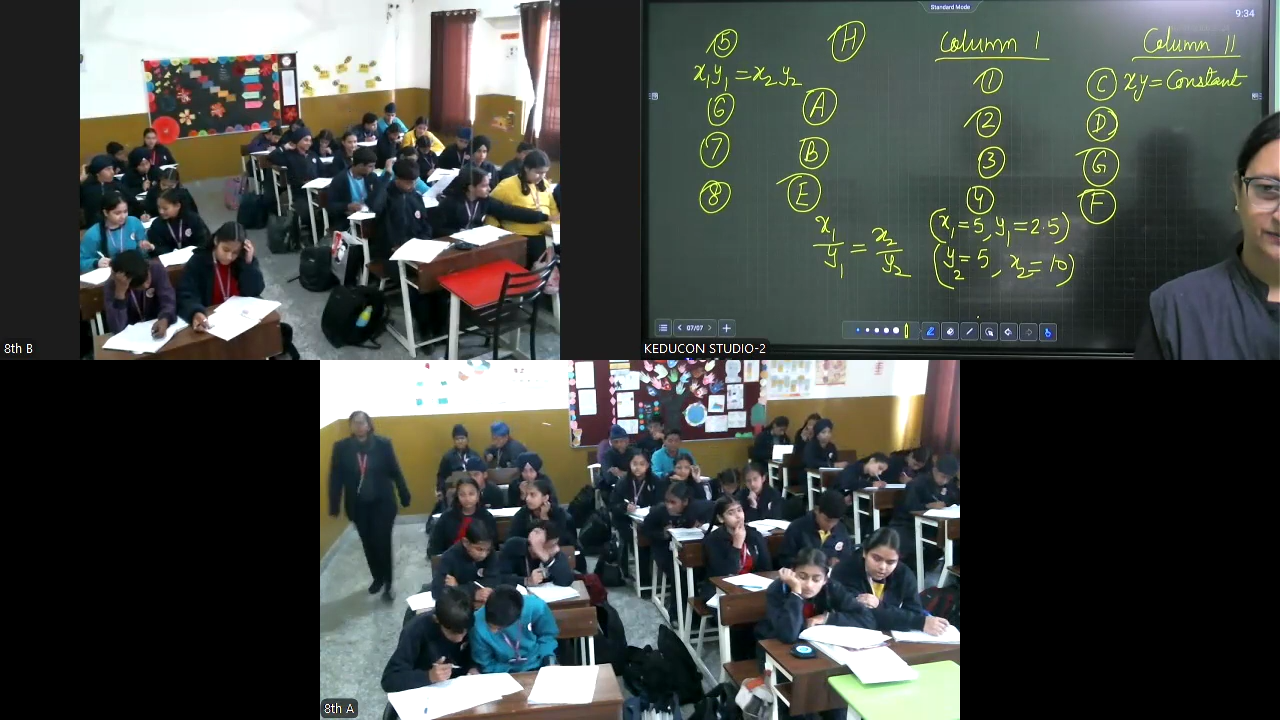 Standard Mode
9:34
5 H Column I Column II
x₁y₁ = x₂y₂ 1 C xy = Constant
6 A 2 D
7 B 3 G
8 E 4 F
x₁/y₁ = x₂/y₂ (x₁=5, y₁=2.5)
(y₂=5, x₂=10)
07/07
8th B
KEDUCON STUDIO-2
8th A